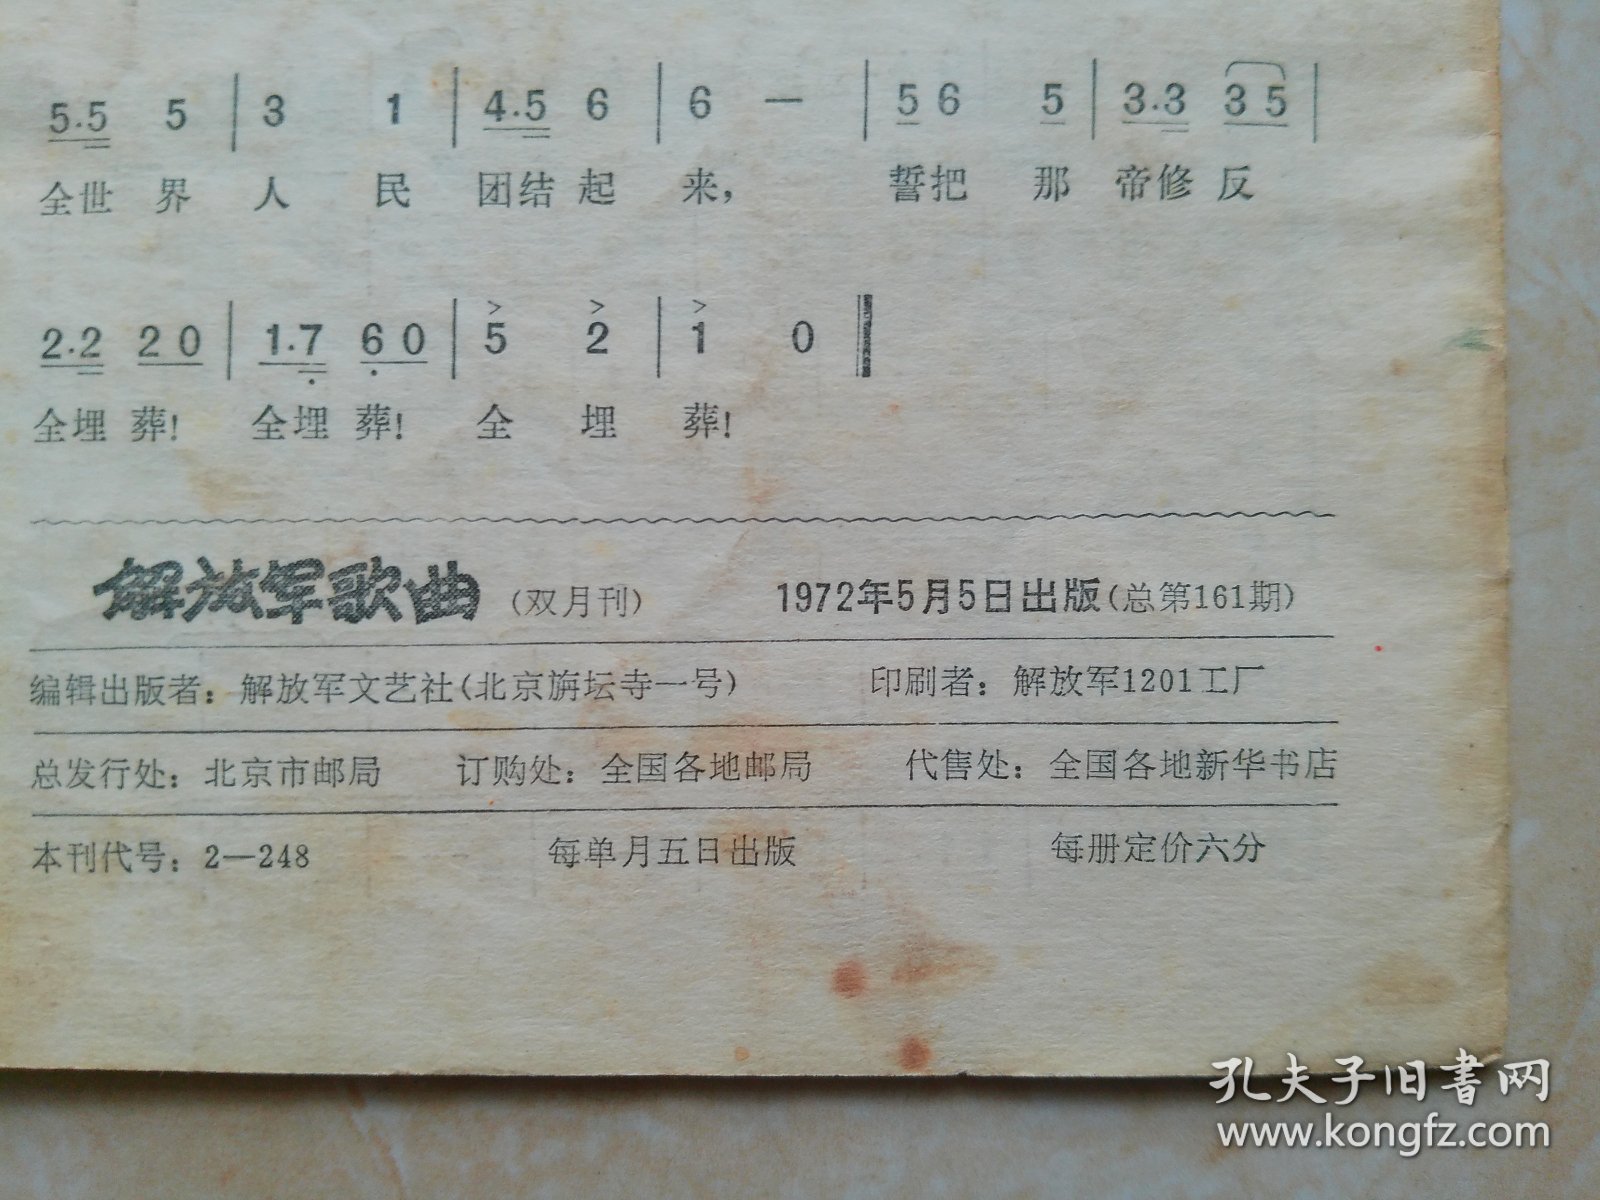 5.5 5 | 3 1 | 4.5 6 | 6 — | 5 6 5 | 3.3 3 5 |
全世 界 人 民 团结 起 来， 誓把 那 帝修 反
2.2 2 0 | 1.7 6 0 | 5 2 | 1 0
全埋 葬！ 全埋 葬！ 全 埋 葬！
解放军歌曲（双月刊） 1972年5月5日出版（总第161期）
编辑出版者：解放军文艺社（北京旃坛寺一号） 印刷者：解放军1201工厂
总发行处：北京市邮局 订购处：全国各地邮局 代售处：全国各地新华书店
本刊代号：2—248 每单月五日出版 每册定价六分
孔夫子旧书网
www.kongfz.com